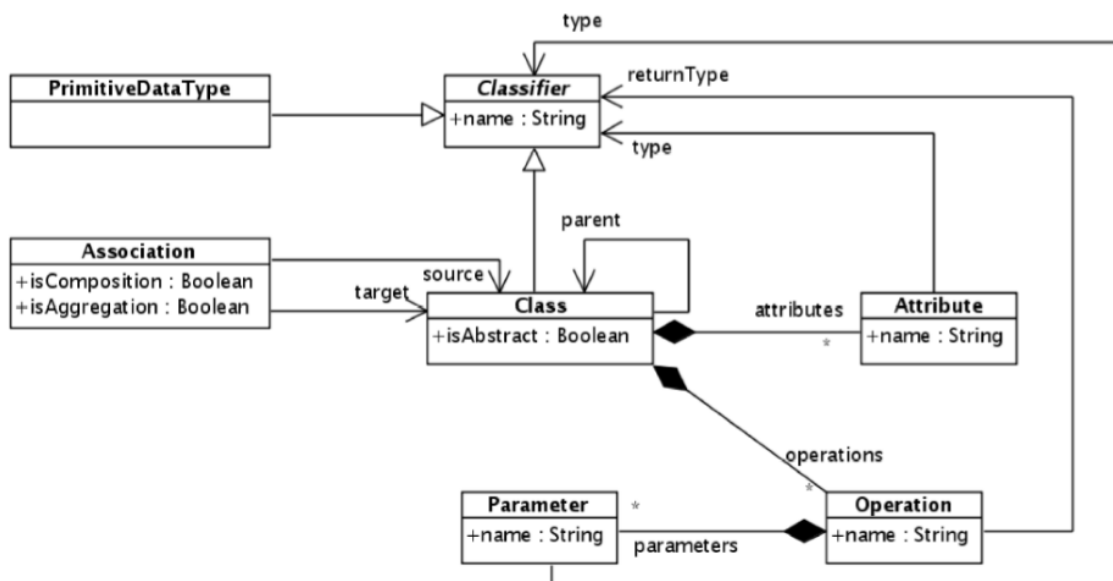 type
PrimitiveDataType
Classifier
+name : String
returnType
type
parent
Association
+isComposition : Boolean
+isAggregation : Boolean
source
target
Class
+isAbstract : Boolean
attributes
*
Attribute
+name : String
operations
*
Parameter
+name : String
*
parameters
Operation
+name : String